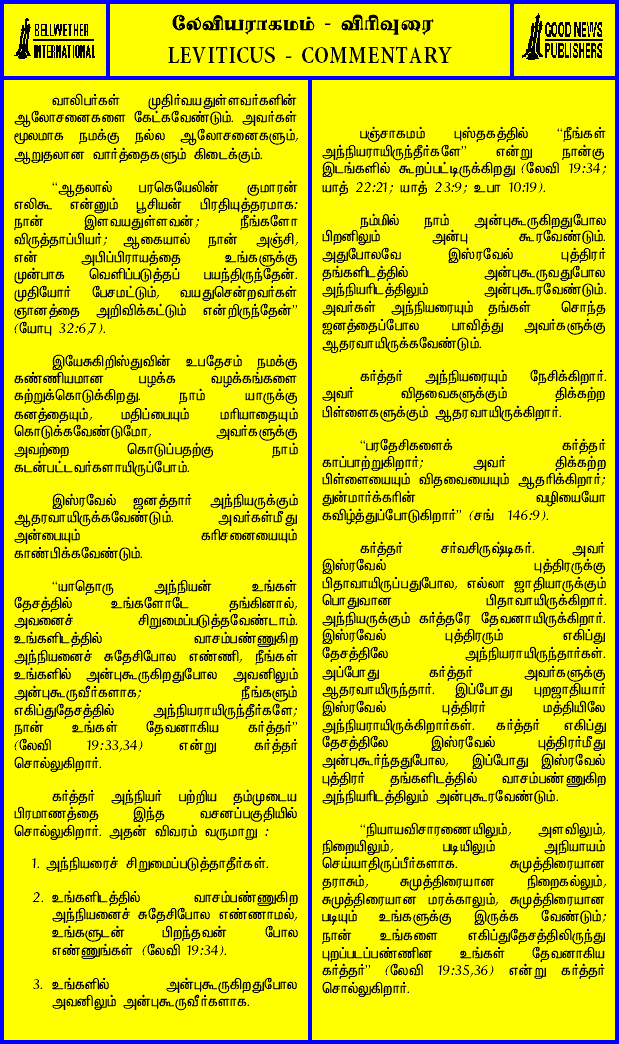 BELLWETHER
INTERNATIONAL
லேவியராகமம் - விரிவுரை
LEVITICUS - COMMENTARY
GOOD NEWS
PUBLISHERS
வாலிபர்கள் முதிர்வயதுள்ளவர்களின்
ஆலோசனைகளை கேட்கவேண்டும். அவர்கள்
மூலமாக நமக்கு நல்ல ஆலோசனைகளும்,
ஆறுதலான வார்த்தைகளும் கிடைக்கும்.
“ஆதலால் பரகெயேலின் குமாரன்
எலிகூ என்னும் பூசியன் பிரதியுத்தரமாக:
நான் இளவயதுள்ளவன்; நீங்களோ
விருத்தாப்பியர்; ஆகையால் நான் அஞ்சி,
என் அபிப்பிராயத்தை உங்களுக்கு
முன்பாக வெளிப்படுத்தப் பயந்திருந்தேன்.
முதியோர் பேசமட்டும், வயதுசென்றவர்கள்
ஞானத்தை அறிவிக்கட்டும் என்றிருந்தேன்”
(யோபு 32:6,7).
இயேசுகிறிஸ்துவின் உபதேசம் நமக்கு
கண்ணியமான பழக்க வழக்கங்களை
கற்றுக்கொடுக்கிறது. நாம் யாருக்கு
கனத்தையும், மதிப்பையும் மரியாதையும்
கொடுக்கவேண்டுமோ, அவர்களுக்கு
அவற்றை கொடுப்பதற்கு நாம்
கடன்பட்டவர்களாயிருப்போம்.
இஸ்ரவேல் ஜனத்தார் அந்நியருக்கும்
ஆதரவாயிருக்கவேண்டும். அவர்கள்மீது
அன்பையும் கரிசனையையும்
காண்பிக்கவேண்டும்.
“யாதொரு அந்நியன் உங்கள்
தேசத்தில் உங்களோடே தங்கினால்,
அவனைச் சிறுமைப்படுத்தவேண்டாம்.
உங்களிடத்தில் வாசம்பண்ணுகிற
அந்நியனைச் சுதேசிபோல எண்ணி, நீங்கள்
உங்களில் அன்புகூருகிறதுபோல அவனிலும்
அன்புகூருவீர்களாக; நீங்களும்
எகிப்துதேசத்தில் அந்நியராயிருந்தீர்களே;
நான் உங்கள் தேவனாகிய கர்த்தர்”
(லேவி 19:33,34) என்று கர்த்தர்
சொல்லுகிறார்.
கர்த்தர் அந்நியர் பற்றிய தம்முடைய
பிரமாணத்தை இந்த வசனப்பகுதியில்
சொல்லுகிறார். அதன் விவரம் வருமாறு :
1. அந்நியரைச் சிறுமைப்படுத்தாதீர்கள்.
2. உங்களிடத்தில் வாசம்பண்ணுகிற
அந்நியனைச் சுதேசிபோல எண்ணாமல்,
உங்களுடன் பிறந்தவன் போல
எண்ணுங்கள் (லேவி 19:34).
3. உங்களில் அன்புகூருகிறதுபோல
அவனிலும் அன்புகூருவீர்களாக.
பஞ்சாகமம் புஸ்தகத்தில் “நீங்கள்
அந்நியராயிருந்தீர்களே” என்று நான்கு
இடங்களில் கூறப்பட்டிருக்கிறது (லேவி 19:34;
யாத் 22:21; யாத் 23:9; உபா 10:19).
நம்மில் நாம் அன்புகூருகிறதுபோல
பிறனிலும் அன்பு கூரவேண்டும்.
அதுபோலவே இஸ்ரவேல் புத்திரர்
தங்களிடத்தில் அன்புகூருவதுபோல
அந்நியரிடத்திலும் அன்புகூரவேண்டும்.
அவர்கள் அந்நியரையும் தங்கள் சொந்த
ஜனத்தைப்போல பாவித்து அவர்களுக்கு
ஆதரவாயிருக்கவேண்டும்.
கர்த்தர் அந்நியரையும் நேசிக்கிறார்.
அவர் விதவைகளுக்கும் திக்கற்ற
பிள்ளைகளுக்கும் ஆதரவாயிருக்கிறார்.
“பரதேசிகளைக் கர்த்தர்
காப்பாற்றுகிறார்; அவர் திக்கற்ற
பிள்ளையையும் விதவையையும் ஆதரிக்கிறார்;
துன்மார்க்கரின் வழியையோ
கவிழ்த்துப்போடுகிறார்” (சங் 146:9).
கர்த்தர் சர்வசிருஷ்டிகர். அவர்
இஸ்ரவேல் புத்திரருக்கு
பிதாவாயிருப்பதுபோல, எல்லா ஜாதியாருக்கும்
பொதுவான பிதாவாயிருக்கிறார்.
அந்நியருக்கும் கர்த்தரே தேவனாயிருக்கிறார்.
இஸ்ரவேல் புத்திரரும் எகிப்து
தேசத்திலே அந்நியராயிருந்தார்கள்.
அப்போது கர்த்தர் அவர்களுக்கு
ஆதரவாயிருந்தார். இப்போது புறஜாதியார்
இஸ்ரவேல் புத்திரர் மத்தியிலே
அந்நியராயிருக்கிறார்கள். கர்த்தர் எகிப்து
தேசத்திலே இஸ்ரவேல் புத்திரர்மீது
அன்புகூர்ந்ததுபோல, இப்போது இஸ்ரவேல்
புத்திரர் தங்களிடத்தில் வாசம்பண்ணுகிற
அந்நியரிடத்திலும் அன்புகூரவேண்டும்.
“நியாயவிசாரணையிலும், அளவிலும்,
நிறையிலும், படியிலும் அநியாயம்
செய்யாதிருப்பீர்களாக. சுமுத்திரையான
தராசும், சுமுத்திரையான நிறைகல்லும்,
சுமுத்திரையான மரக்காலும், சுமுத்திரையான
படியும் உங்களுக்கு இருக்க வேண்டும்;
நான் உங்களை எகிப்துதேசத்திலிருந்து
புறப்படப்பண்ணின உங்கள் தேவனாகிய
கர்த்தர்” (லேவி 19:35,36) என்று கர்த்தர்
சொல்லுகிறார்.